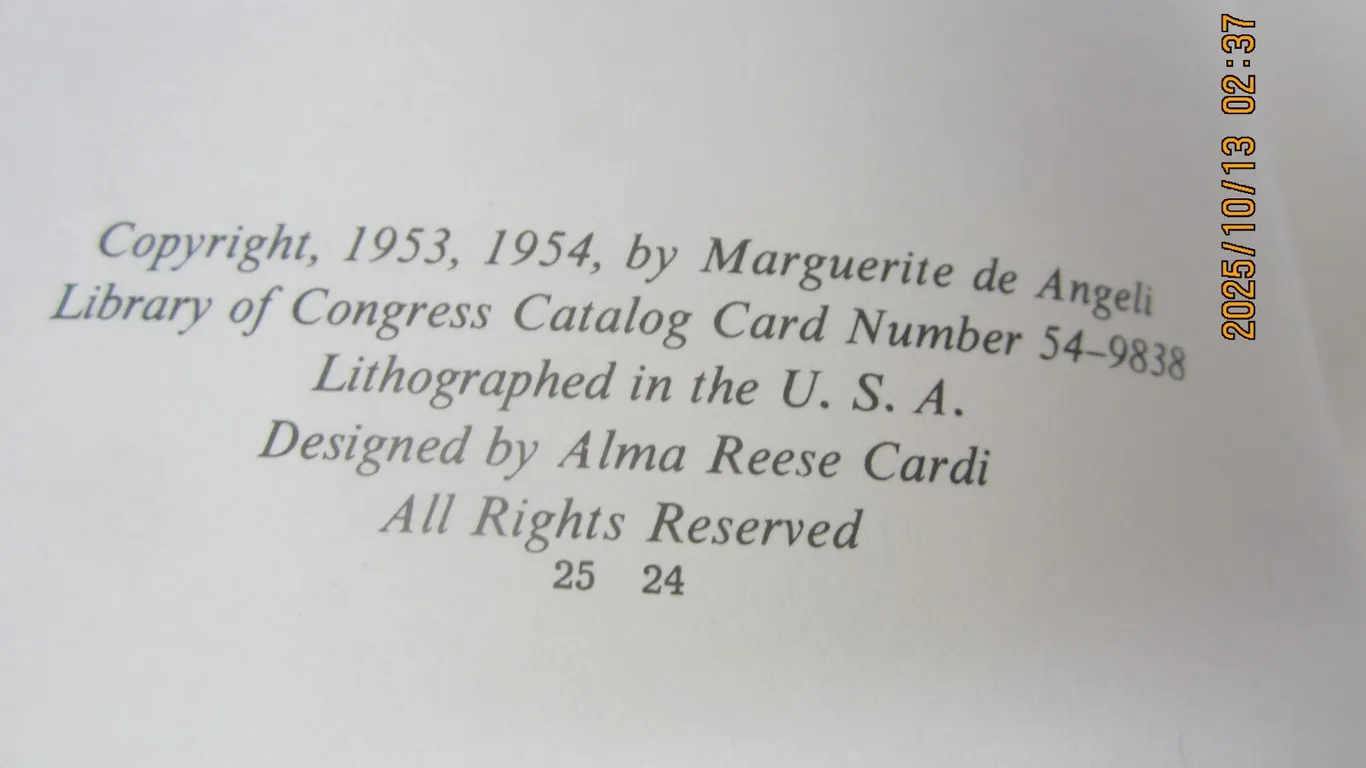 Copyright, 1953, 1954, by Marguerite de Angeli
Library of Congress Catalog Card Number 54-9838
Lithographed in the U. S. A.
Designed by Alma Reese Cardi
All Rights Reserved
25 24
2025/10/13 02:37